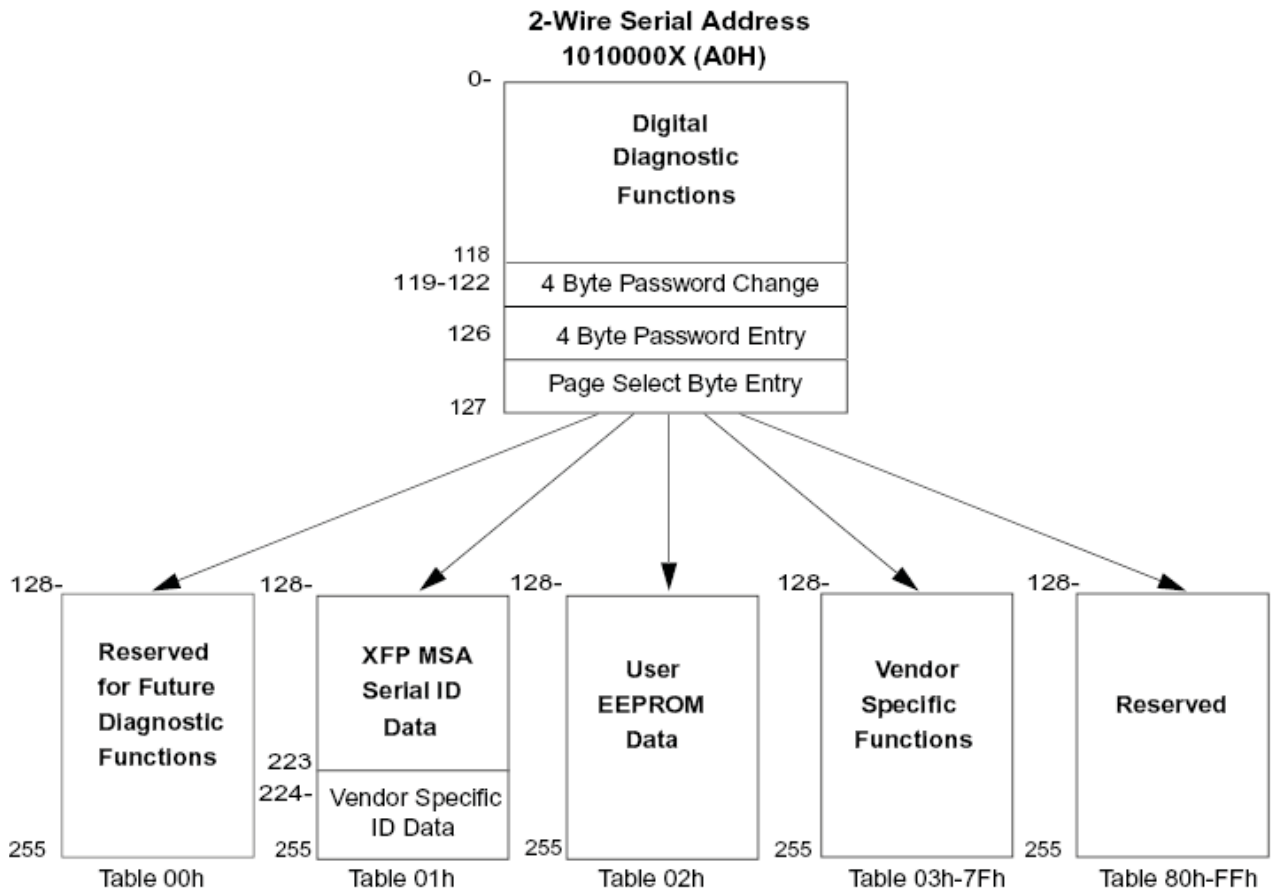 2-Wire Serial Address
1010000X (A0H)
0-
Digital
Diagnostic
Functions
118
119-122
4 Byte Password Change
126
4 Byte Password Entry
Page Select Byte Entry
127
128-
Reserved
for Future
Diagnostic
Functions
255
Table 00h
128-
XFP MSA
Serial ID
Data
223
224-
Vendor Specific
ID Data
255
Table 01h
128-
User
EEPROM
Data
255
Table 02h
128-
Vendor
Specific
Functions
255
Table 03h-7Fh
128-
Reserved
255
Table 80h-FFh